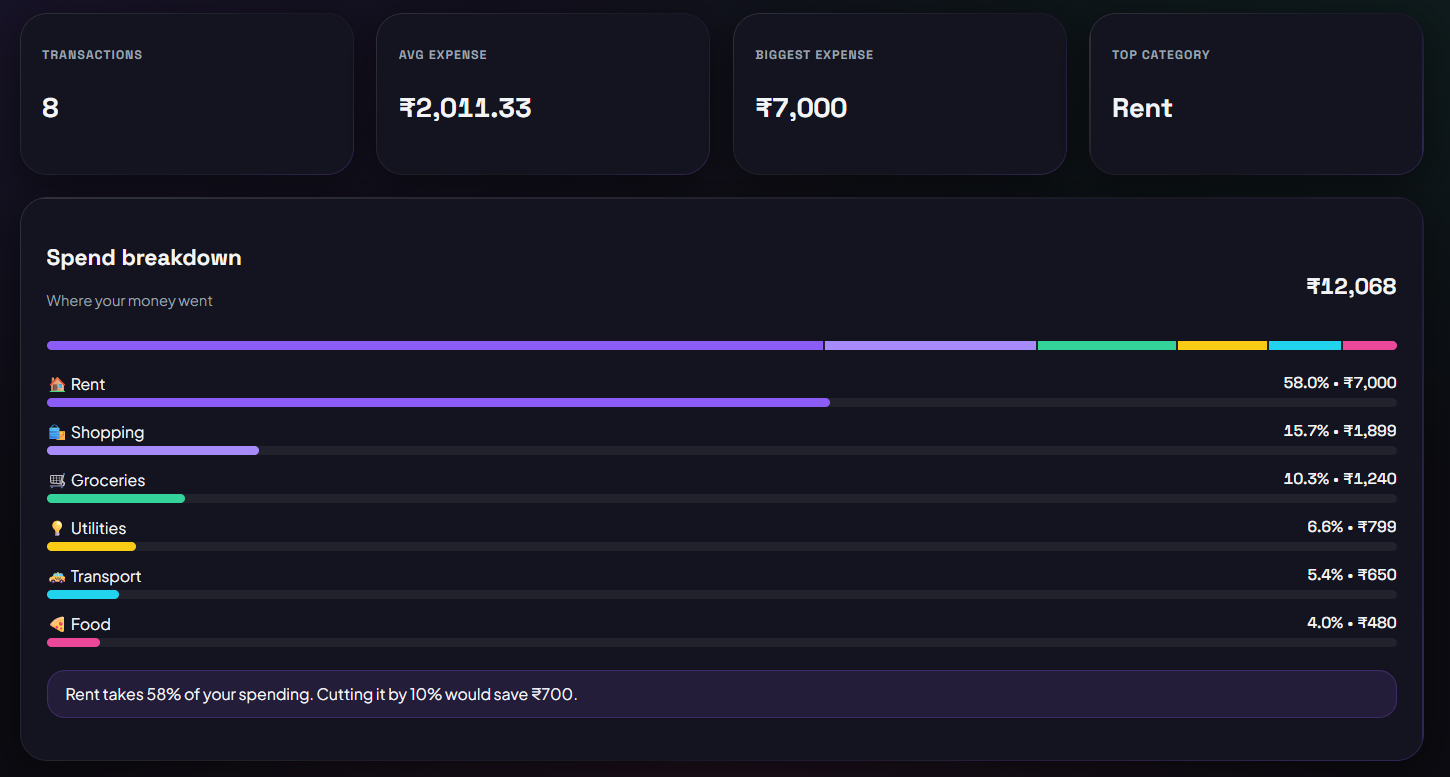 TRANSACTIONS
8
AVG EXPENSE
₹2,011.33
BIGGEST EXPENSE
₹7,000
TOP CATEGORY
Rent
Spend breakdown
Where your money went
₹12,068
Rent
58.0% • ₹7,000
Shopping
15.7% • ₹1,899
Groceries
10.3% • ₹1,240
Utilities
6.6% • ₹799
Transport
5.4% • ₹650
Food
4.0% • ₹480
Rent takes 58% of your spending. Cutting it by 10% would save ₹700.